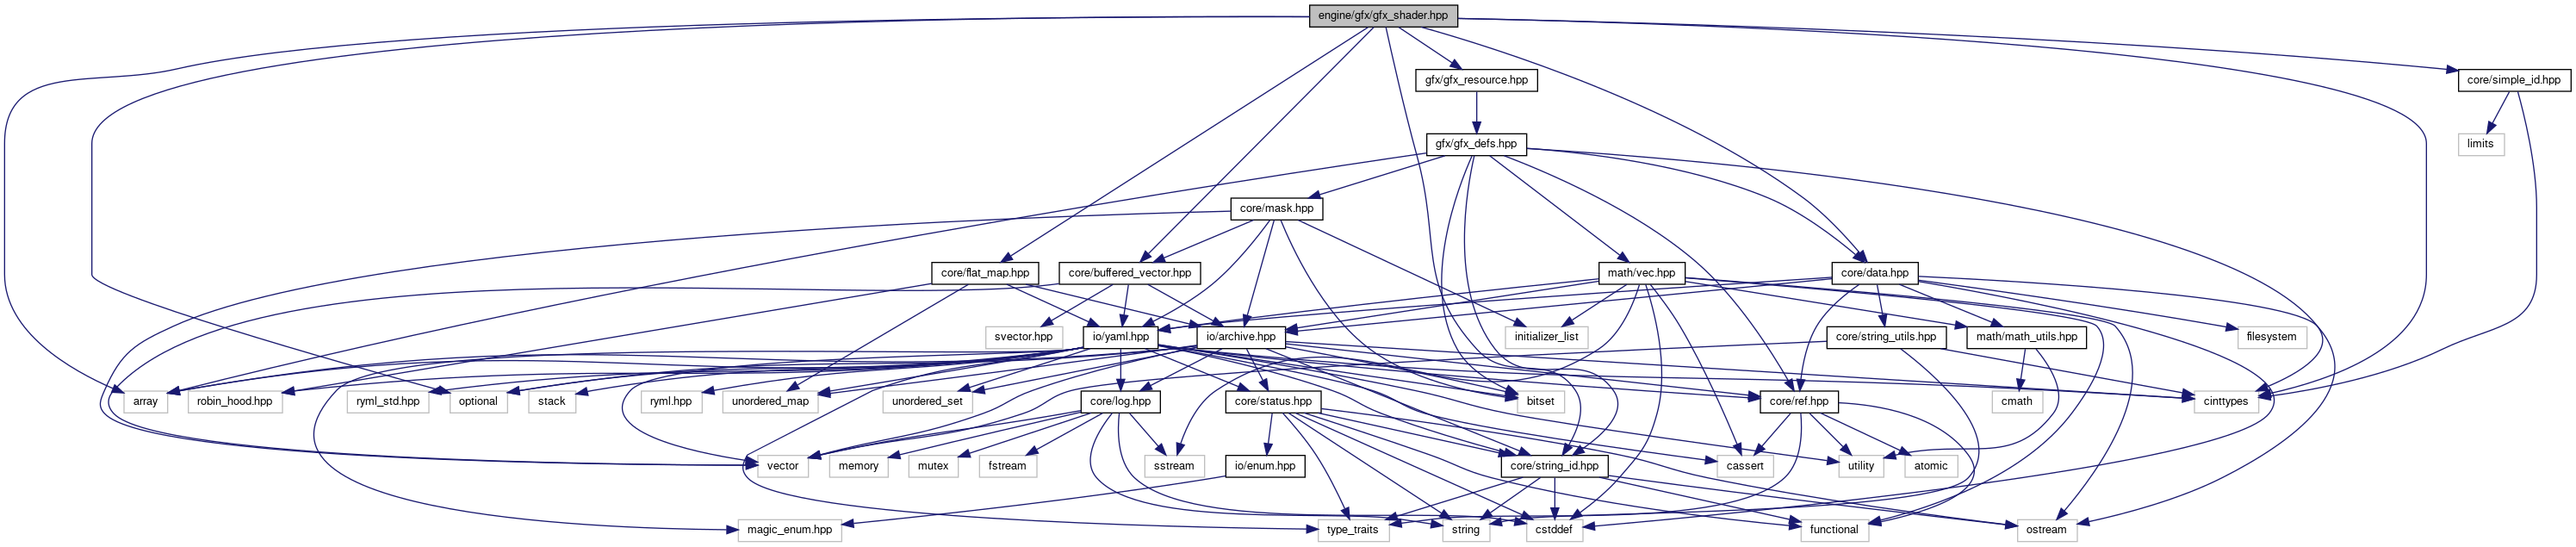 engine/gfx/gfx_shader.hpp
gfx/gfx_resource.hpp
core/simple_id.hpp
gfx/gfx_defs.hpp
limits
core/mask.hpp
core/flat_map.hpp
core/buffered_vector.hpp
math/vec.hpp
core/data.hpp
svector.hpp
io/yaml.hpp
io/archive.hpp
initializer_list
core/string_utils.hpp
math/math_utils.hpp
filesystem
array
robin_hood.hpp
ryml_std.hpp
optional
stack
ryml.hpp
unordered_map
unordered_set
core/log.hpp
core/status.hpp
bitset
core/ref.hpp
cmath
cinttypes
vector
memory
mutex
fstream
sstream
io/enum.hpp
core/string_id.hpp
cassert
utility
atomic
magic_enum.hpp
type_traits
string
cstddef
functional
ostream